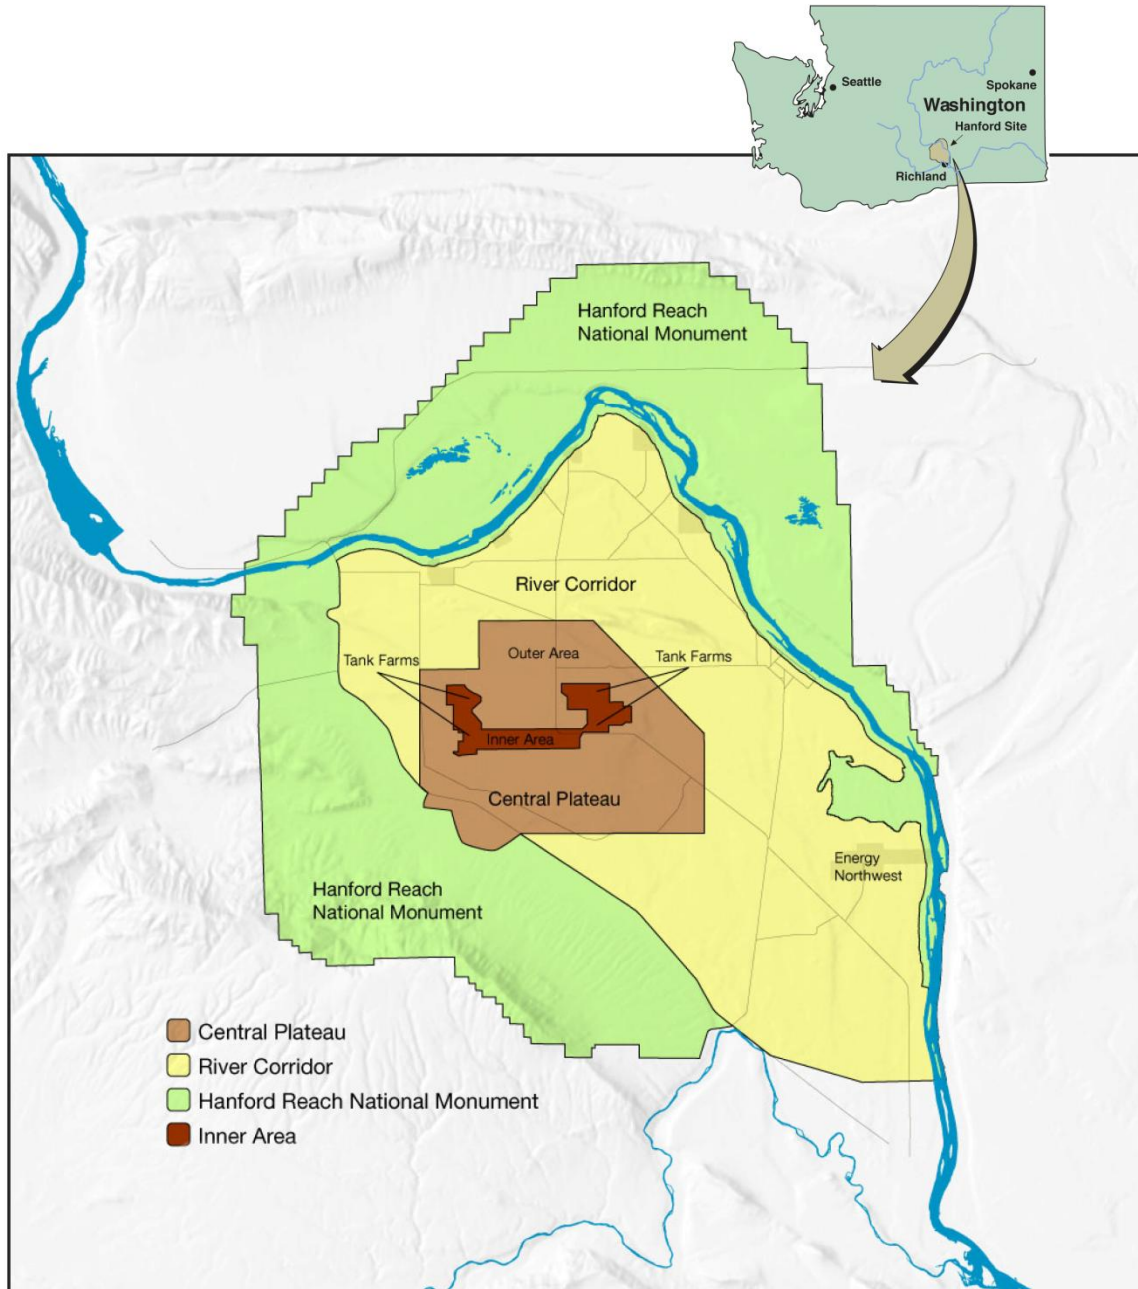 Seattle
Spokane
Washington
Hanford Site
Richland
Hanford Reach
National Monument
River Corridor
Outer Area
Tank Farms
Tank Farms
Inner Area
Central Plateau
Energy
Northwest
Hanford Reach
National Monument
Central Plateau
River Corridor
Hanford Reach National Monument
Inner Area